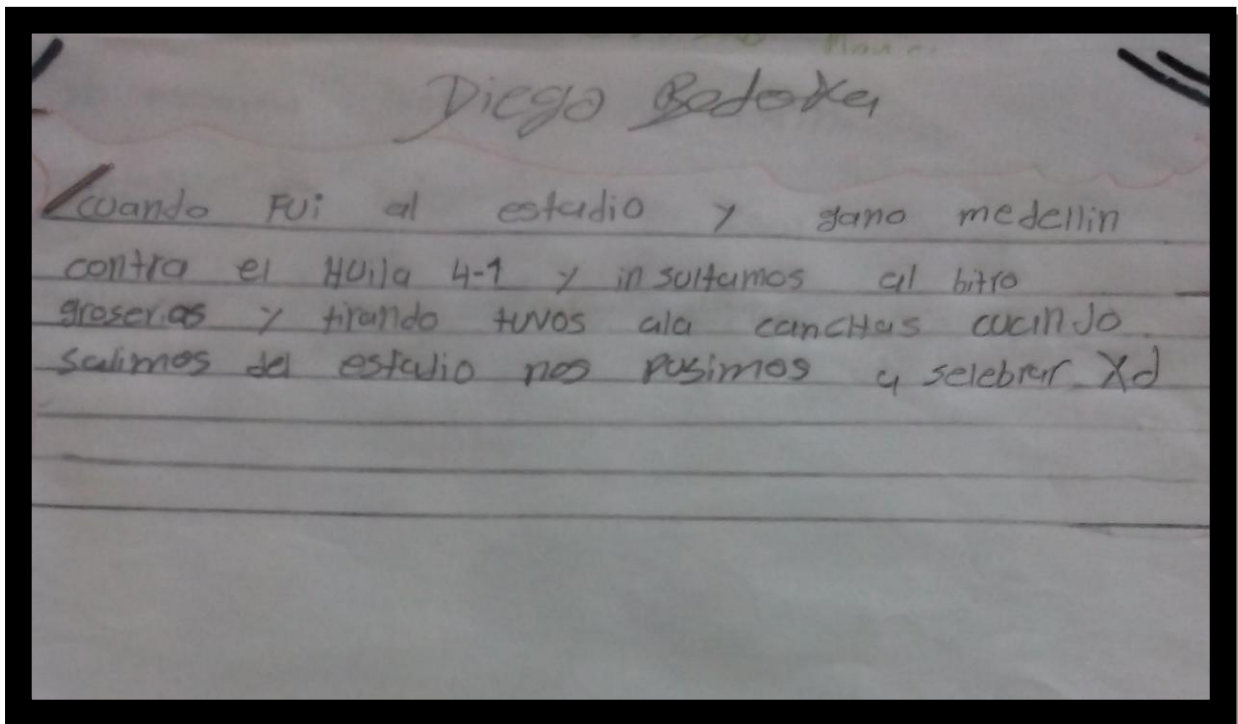 Diego Bedoya
cuando FUi al estadio y gano medellin
contra el HUila 4-1 y insultamos al bitro
groserias y tirando tuvos ala cancHas cuando
salimos del estadio nos pusimos a selebrar Xd